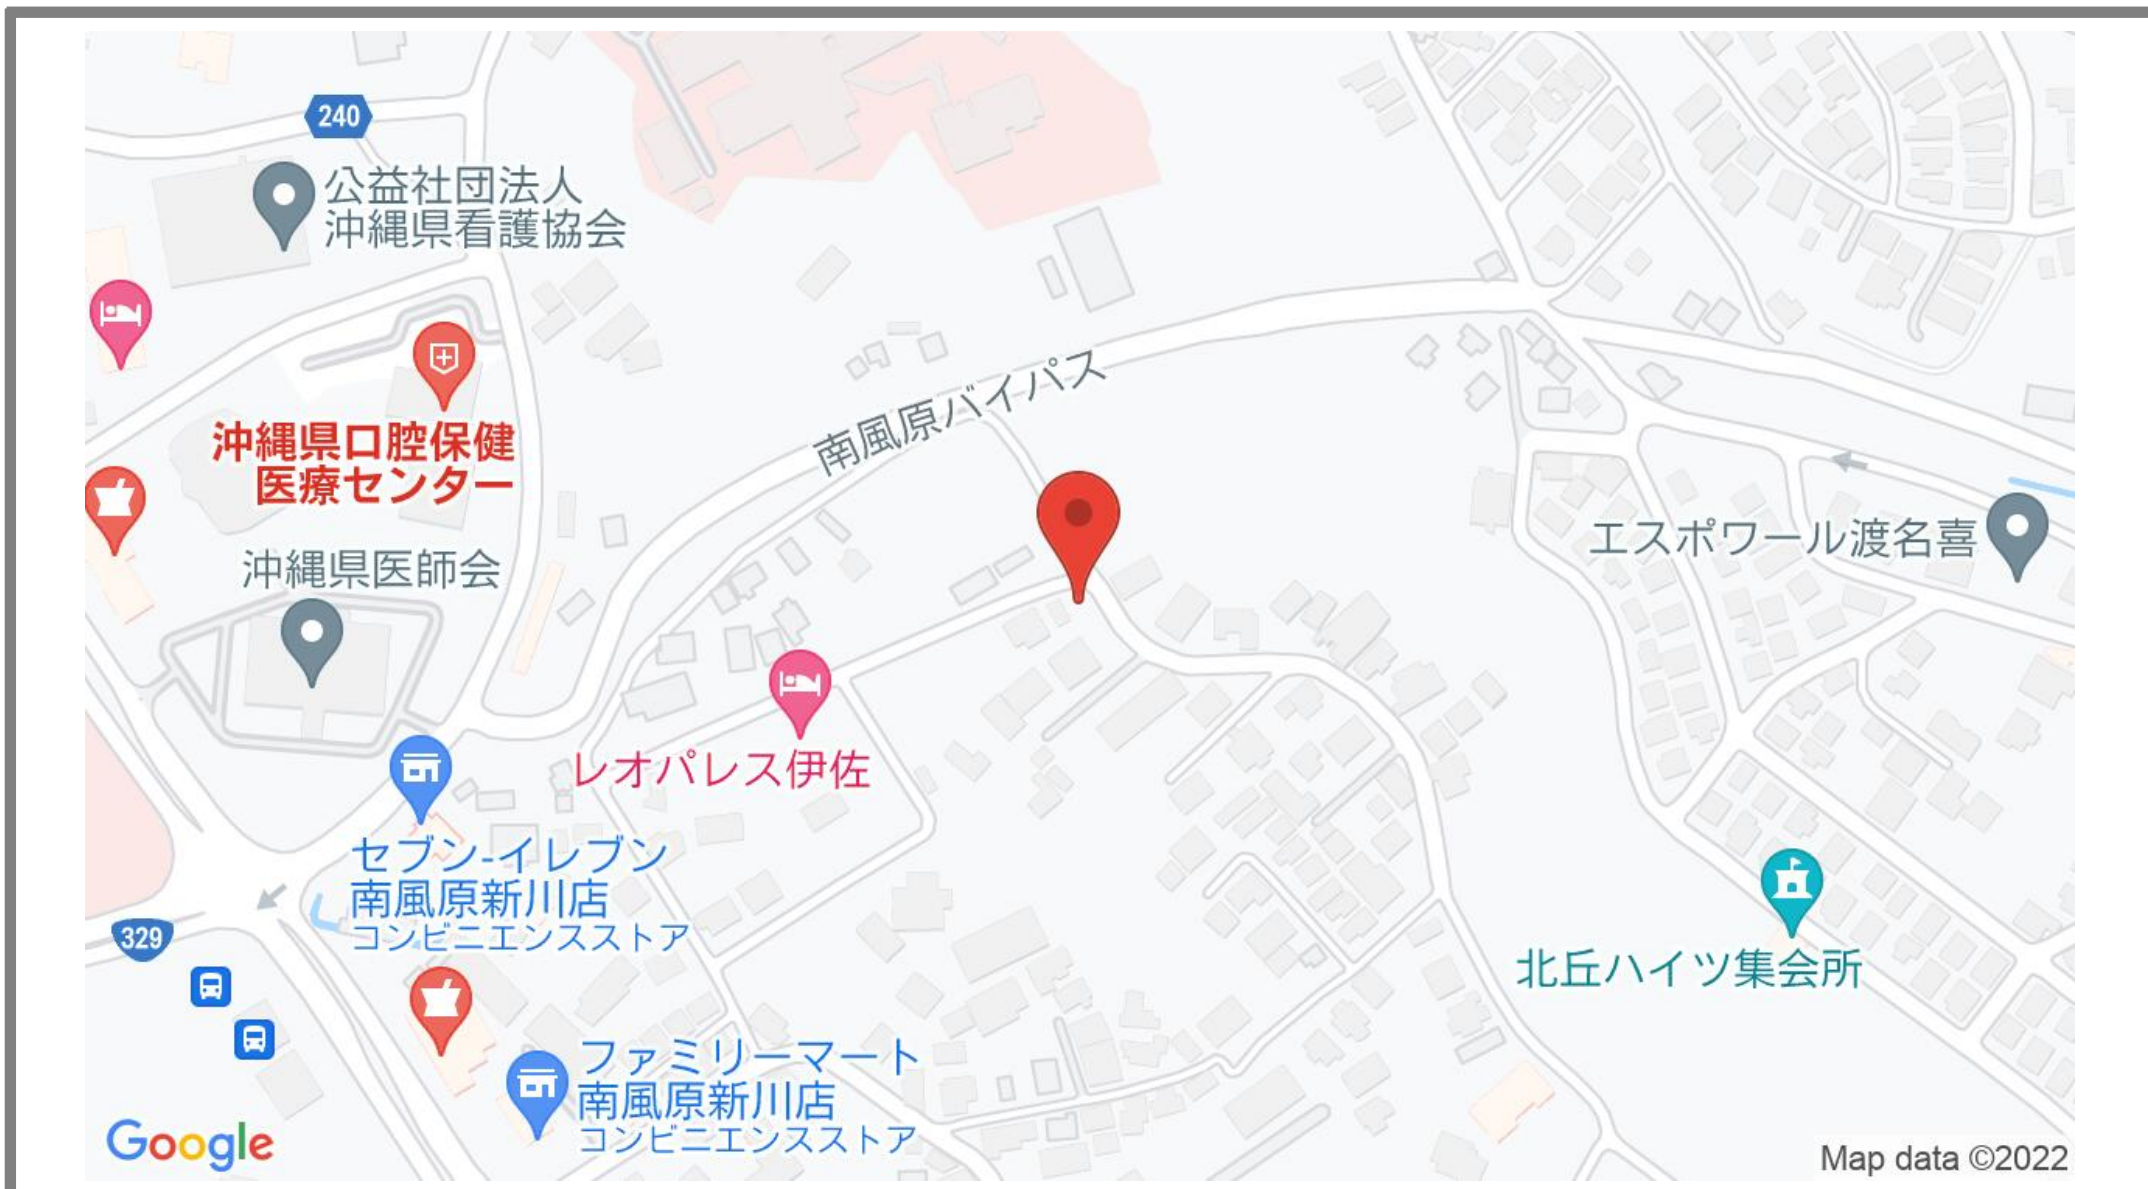 240
公益社団法人
沖縄県看護協会
南風原バイパス
沖縄県口腔保健
医療センター
エスポワール渡名喜
沖縄県医師会
レオパレス伊佐
セブン-イレブン
南風原新川店
コンビニエンスストア
329
北丘ハイツ集会所
ファミリーマート
南風原新川店
コンビニエンスストア
Google
Map data ©2022